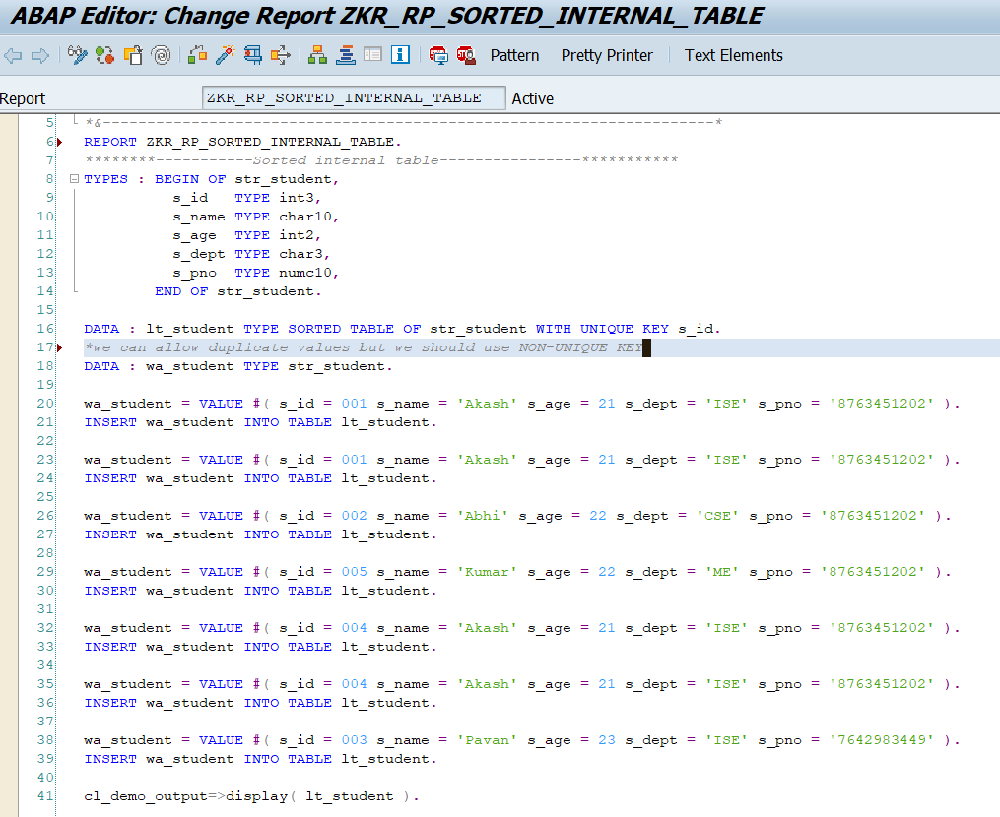 ABAP Editor: Change Report ZKR_RP_SORTED_INTERNAL_TABLE
Pattern Pretty Printer Text Elements
Report ZKR_RP_SORTED_INTERNAL_TABLE Active
5 *&---------------------------------------------------------------------*
6 REPORT ZKR_RP_SORTED_INTERNAL_TABLE.
7 ********-----------Sorted internal table----------------***********
8 TYPES : BEGIN OF str_student,
9 s_id TYPE int3,
10 s_name TYPE char10,
11 s_age TYPE int2,
12 s_dept TYPE char3,
13 s_pno TYPE numc10,
14 END OF str_student.
15
16 DATA : lt_student TYPE SORTED TABLE OF str_student WITH UNIQUE KEY s_id.
17 *we can allow duplicate values but we should use NON-UNIQUE KEY
18 DATA : wa_student TYPE str_student.
19
20 wa_student = VALUE #( s_id = 001 s_name = 'Akash' s_age = 21 s_dept = 'ISE' s_pno = '8763451202' ).
21 INSERT wa_student INTO TABLE lt_student.
22
23 wa_student = VALUE #( s_id = 001 s_name = 'Akash' s_age = 21 s_dept = 'ISE' s_pno = '8763451202' ).
24 INSERT wa_student INTO TABLE lt_student.
25
26 wa_student = VALUE #( s_id = 002 s_name = 'Abhi' s_age = 22 s_dept = 'CSE' s_pno = '8763451202' ).
27 INSERT wa_student INTO TABLE lt_student.
28
29 wa_student = VALUE #( s_id = 005 s_name = 'Kumar' s_age = 22 s_dept = 'ME' s_pno = '8763451202' ).
30 INSERT wa_student INTO TABLE lt_student.
31
32 wa_student = VALUE #( s_id = 004 s_name = 'Akash' s_age = 21 s_dept = 'ISE' s_pno = '8763451202' ).
33 INSERT wa_student INTO TABLE lt_student.
34
35 wa_student = VALUE #( s_id = 004 s_name = 'Akash' s_age = 21 s_dept = 'ISE' s_pno = '8763451202' ).
36 INSERT wa_student INTO TABLE lt_student.
37
38 wa_student = VALUE #( s_id = 003 s_name = 'Pavan' s_age = 23 s_dept = 'ISE' s_pno = '7642983449' ).
39 INSERT wa_student INTO TABLE lt_student.
40
41 cl_demo_output=>display( lt_student ).